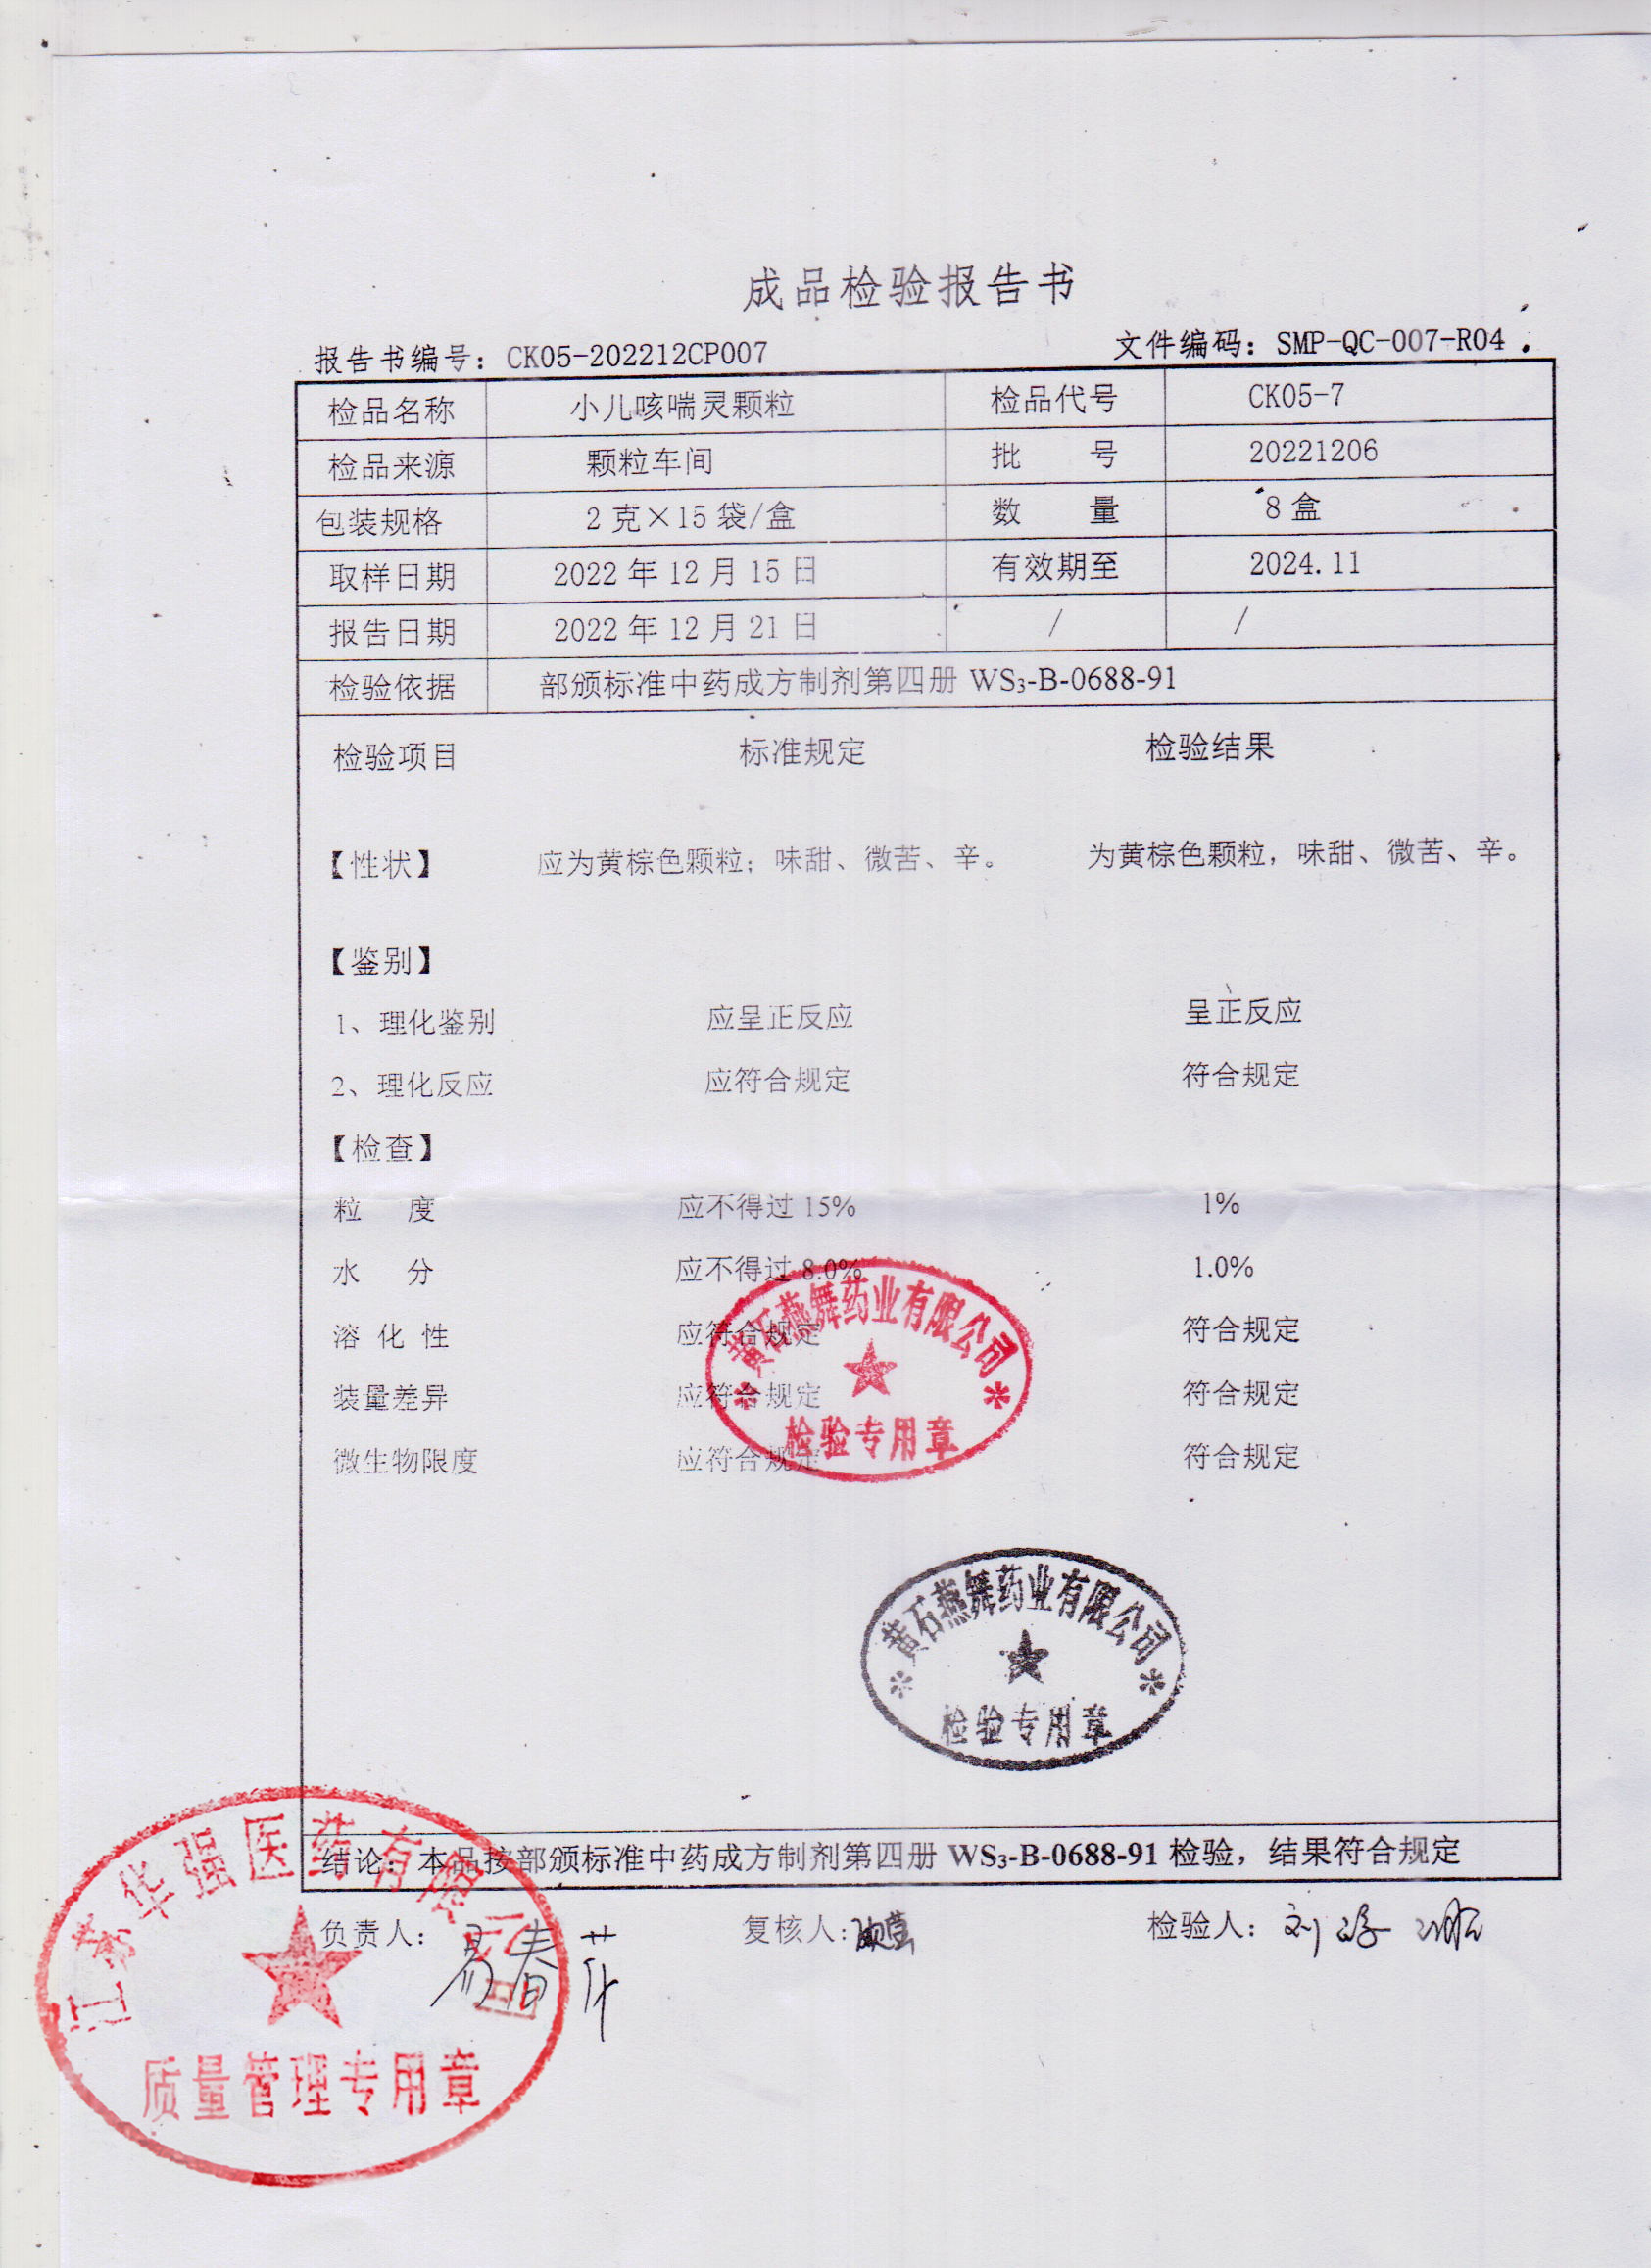 成品检验报告书
报告书编号：CK05-202212CP007 文件编码：SMP-QC-007-R04
检品名称 小儿咳喘灵颗粒 检品代号 CK05-7
检品来源 颗粒车间 批 号 20221206
包装规格 2克×15袋/盒 数 量 8盒
取样日期 2022年12月15日 有效期至 2024.11
报告日期 2022年12月21日 / /
检验依据 部颁标准中药成方制剂第四册 WS₃-B-0688-91
检验项目 标准规定 检验结果
【性状】 应为黄棕色颗粒；味甜、微苦、辛。 为黄棕色颗粒，味甜、微苦、辛。
【鉴别】
1、理化鉴别 应呈正反应 呈正反应
2、理化反应 应符合规定 符合规定
【检查】
粒 度 应不得过 15% 1%
水 分 应不得过 8.0% 1.0%
溶 化 性 应符合规定 符合规定
装量差异 应符合规定 符合规定
微生物限度 应符合规定 符合规定
黄石燕舞药业有限公司
检验专用章
黄石燕舞药业有限公司
检验专用章
结论：本品按部颁标准中药成方制剂第四册 WS₃-B-0688-91 检验，结果符合规定
负责人： 复核人： 检验人：
江苏华强医药有限公司
质量管理专用章